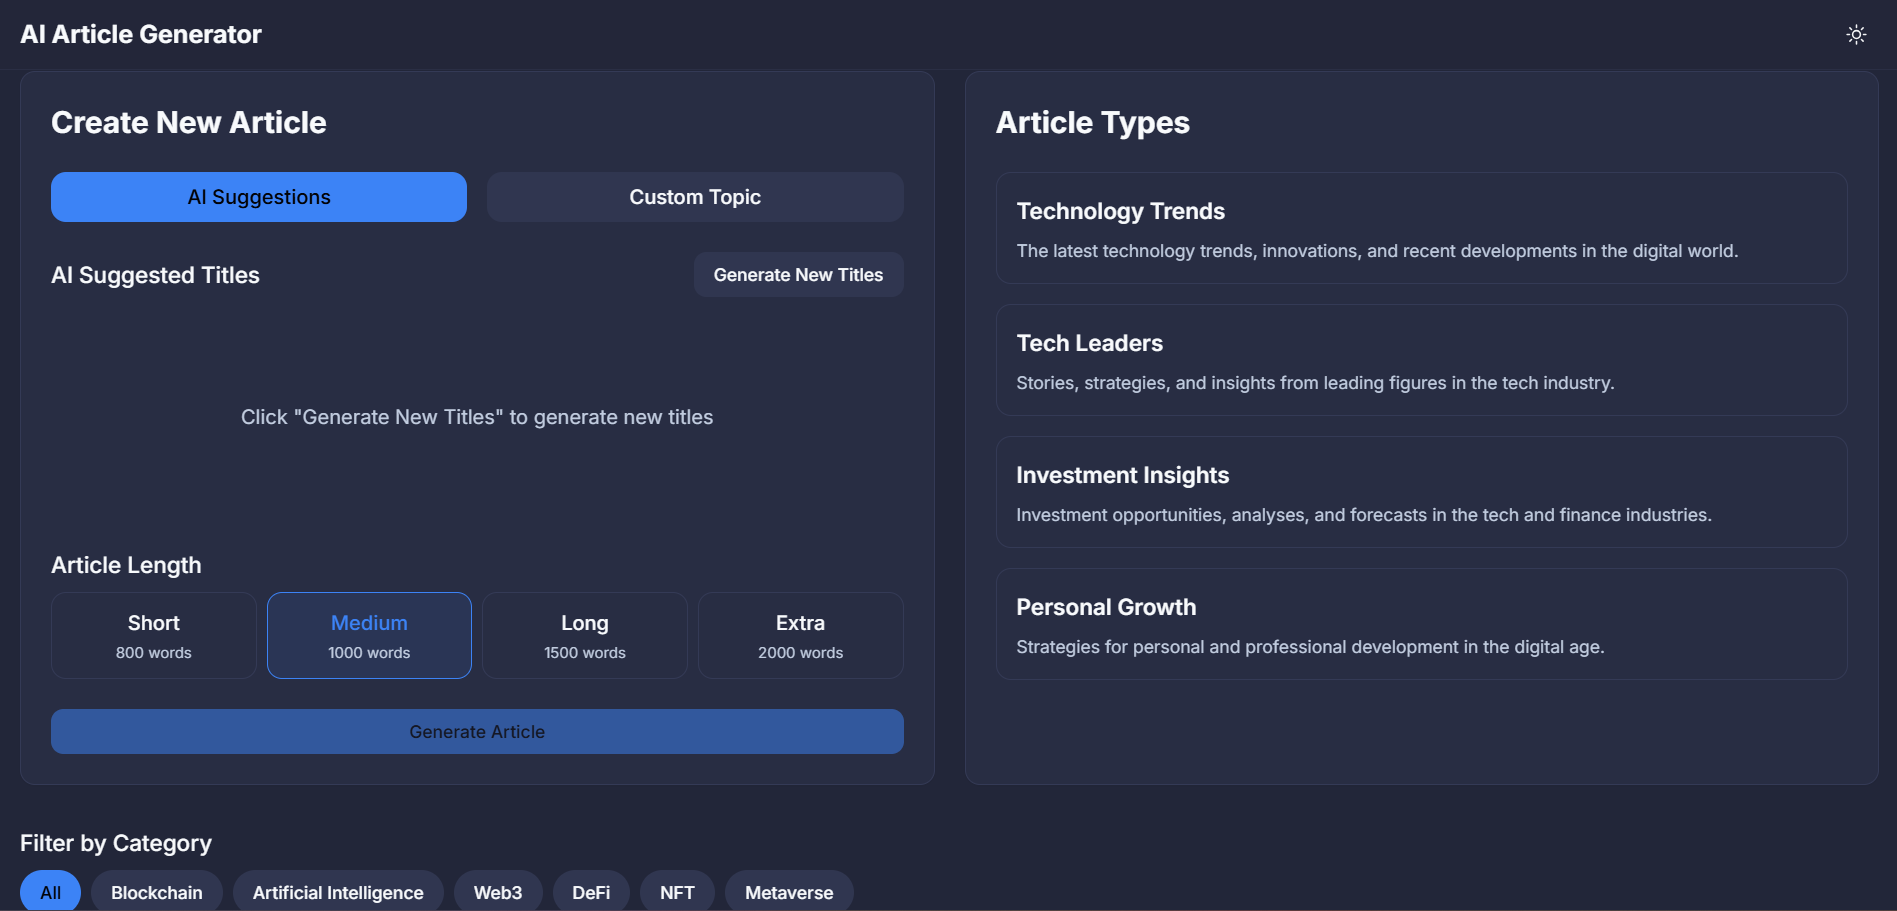 AI Article Generator
Create New Article
AI Suggestions
Custom Topic
AI Suggested Titles
Generate New Titles
Click "Generate New Titles" to generate new titles
Article Length
Short
800 words
Medium
1000 words
Long
1500 words
Extra
2000 words
Generate Article
Article Types
Technology Trends
The latest technology trends, innovations, and recent developments in the digital world.
Tech Leaders
Stories, strategies, and insights from leading figures in the tech industry.
Investment Insights
Investment opportunities, analyses, and forecasts in the tech and finance industries.
Personal Growth
Strategies for personal and professional development in the digital age.
Filter by Category
All
Blockchain
Artificial Intelligence
Web3
DeFi
NFT
Metaverse